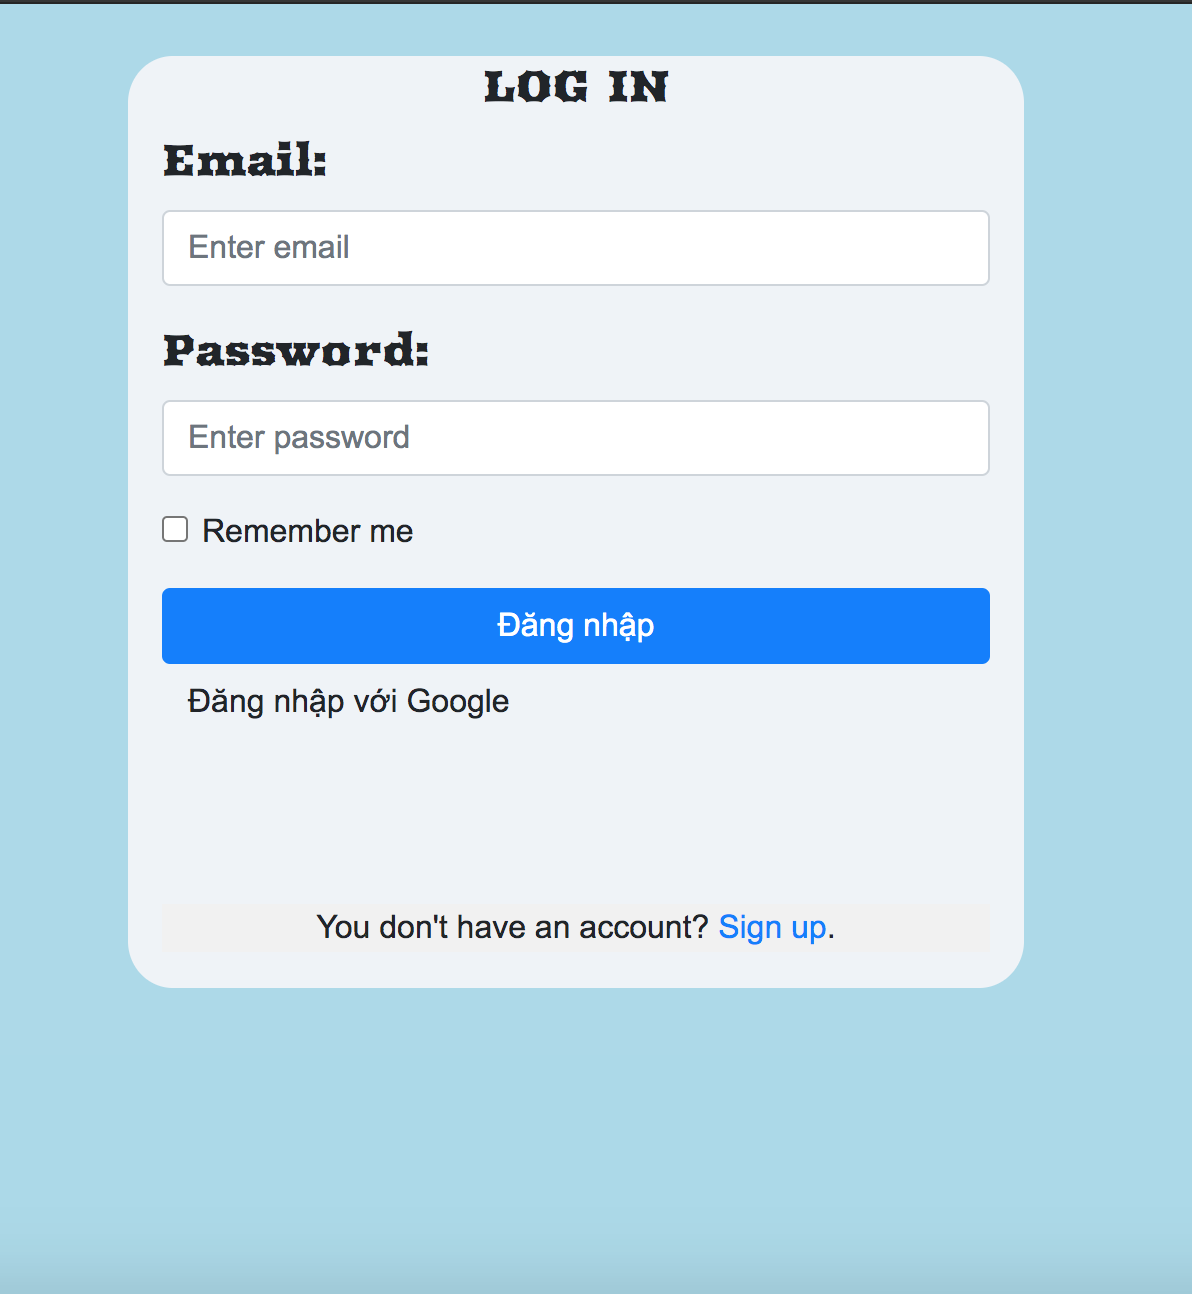 LOG IN
Email:
Enter email
Password:
Enter password
Remember me
Đăng nhập
Đăng nhập với Google
You don't have an account? Sign up.